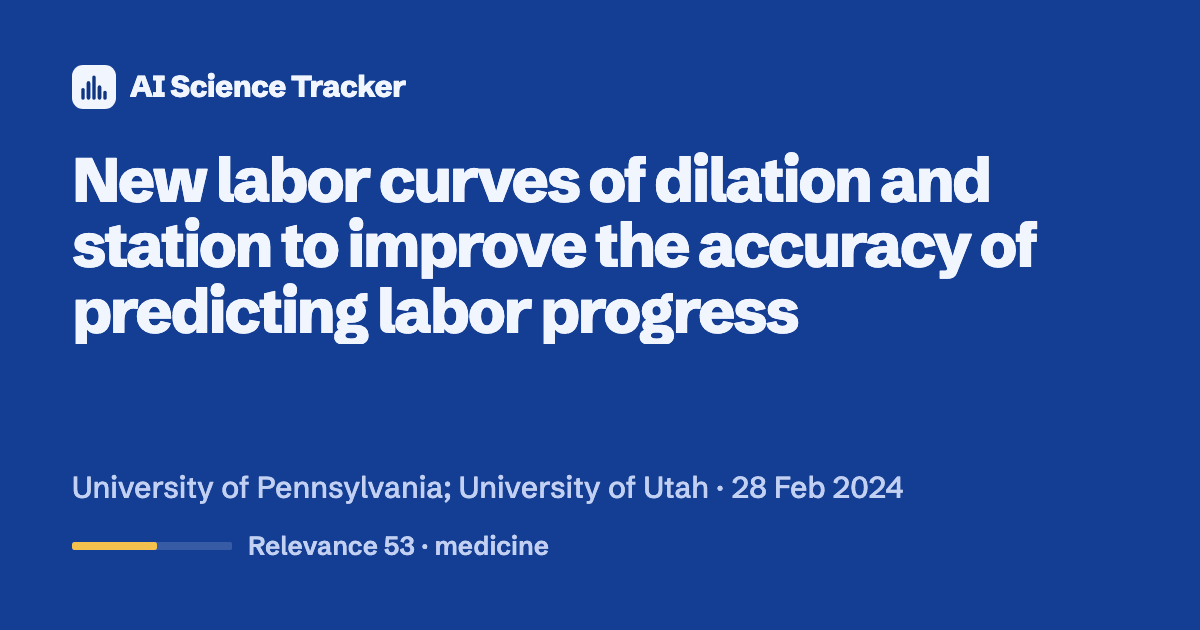 AI Science Tracker
New labor curves of dilation and
station to improve the accuracy of
predicting labor progress
University of Pennsylvania; University of Utah · 28 Feb 2024
Relevance 53 · medicine